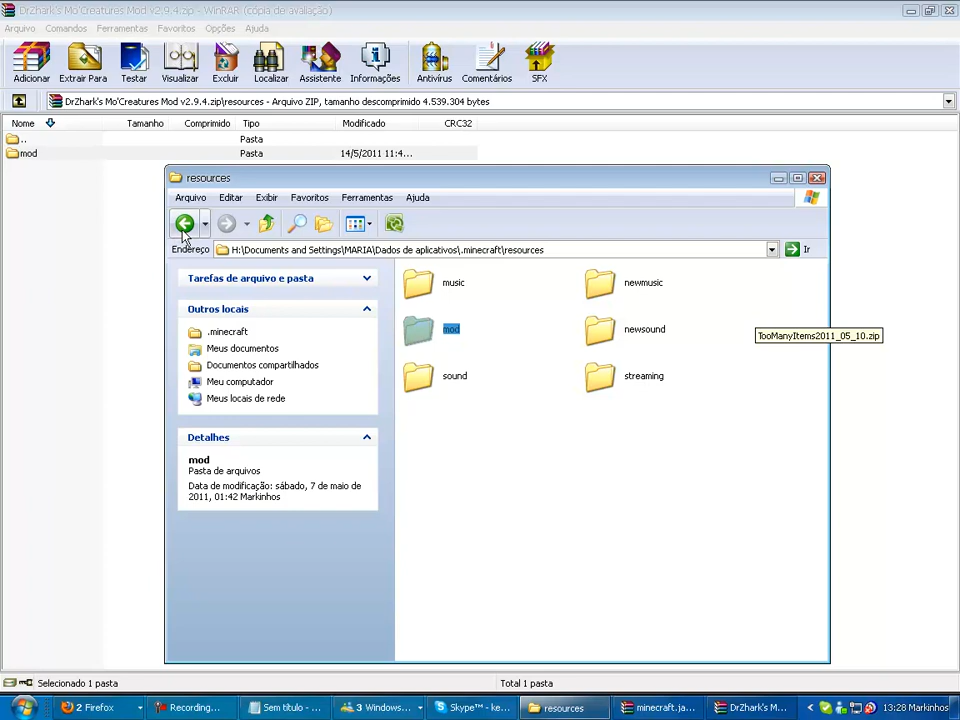 DrZhark's Mo'Creatures Mod v2.9.4.zip - WinRAR (cópia de avaliação)
Arquivo Comandos Ferramentas Favoritos Opções Ajuda
Adicionar Extrair Para Testar Visualizar Excluir Localizar Assistente Informações Antivírus Comentários SFX
DrZhark's Mo'Creatures Mod v2.9.4.zip\resources - Arquivo ZIP, tamanho descomprimido 4.539.304 bytes
Nome Tamanho Comprimido Tipo Modificado CRC32
.. Pasta
mod Pasta 14/5/2011 11:4...
resources
Arquivo Editar Exibir Favoritos Ferramentas Ajuda
Endereço H:\Documents and Settings\MARIA\Dados de aplicativos\.minecraft\resources Ir
Tarefas de arquivo e pasta
Outros locais
.minecraft
Meus documentos
Documentos compartilhados
Meu computador
Meus locais de rede
Detalhes
mod
Pasta de arquivos
Data de modificação: sábado, 7 de maio de
2011, 01:42 Markinhos
music newmusic
mod newsound
sound streaming
TooManyItems2011_05_10.zip
Selecionado 1 pasta Total 1 pasta
2 Firefox Recording... Sem título - ... 3 Windows... Skype™ - ke... resources minecraft.ja... DrZhark's M... 13:28 Markinhos